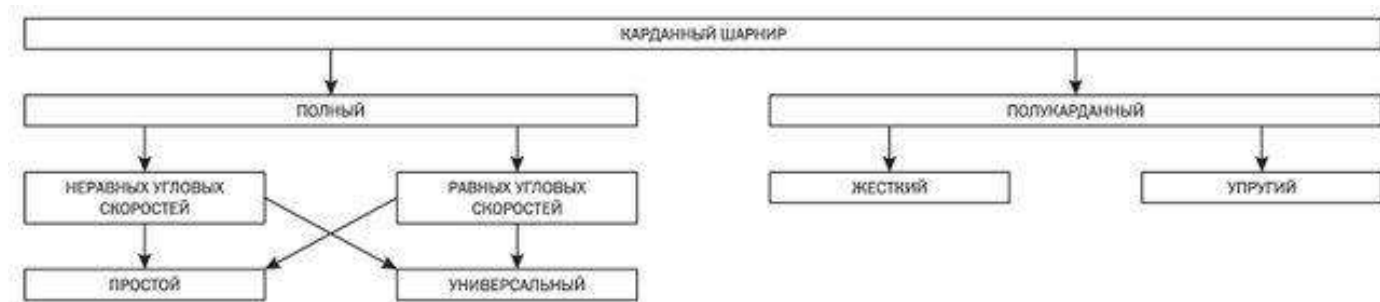 КАРДАННЫЙ ШАРНИР
ПОЛНЫЙ
ПОЛУКАРДАННЫЙ
НЕРАВНЫХ УГЛОВЫХ
СКОРОСТЕЙ
РАВНЫХ УГЛОВЫХ
СКОРОСТЕЙ
ЖЕСТКИЙ
УПРУГИЙ
ПРОСТОЙ
УНИВЕРСАЛЬНЫЙ